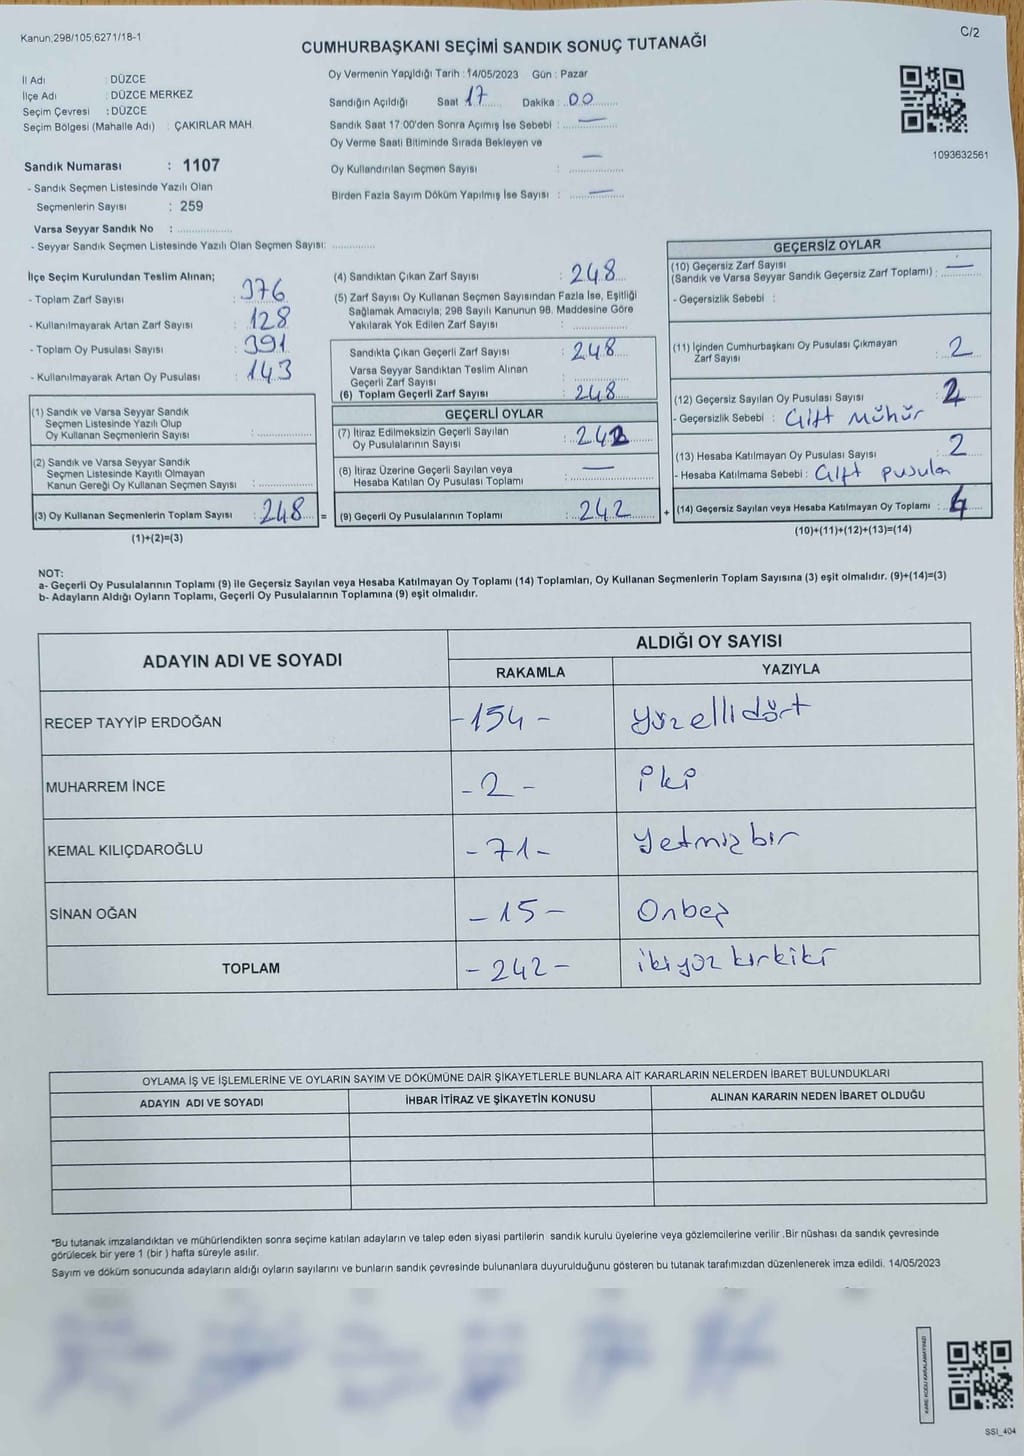 Kanun;298/105;6271/18-1
C/2
CUMHURBAŞKANI SEÇİMİ SANDIK SONUÇ TUTANAĞI
İl Adı : DÜZCE
İlçe Adı : DÜZCE MERKEZ
Seçim Çevresi : DÜZCE
Seçim Bölgesi (Mahalle Adı) : ÇAKIRLAR MAH.
Sandık Numarası : 1107
- Sandık Seçmen Listesinde Yazılı Olan
Seçmenlerin Sayısı : 259
Varsa Seyyar Sandık No :
- Seyyar Sandık Seçmen Listesinde Yazılı Olan Seçmen Sayısı:
Oy Vermenin Yapıldığı Tarih : 14/05/2023 Gün : Pazar
Sandığın Açıldığı Saat 17 Dakika : 00
Sandık Saat 17:00'den Sonra Açımış İse Sebebi : —
Oy Verme Saati Bitiminde Sırada Bekleyen ve
Oy Kullandırılan Seçmen Sayısı : —
Birden Fazla Sayım Döküm Yapılmış İse Sayısı : —
1093632561
İlçe Seçim Kurulundan Teslim Alınan;
- Toplam Zarf Sayısı : 376
- Kullanılmayarak Artan Zarf Sayısı : 128
- Toplam Oy Pusulası Sayısı : 391
- Kullanılmayarak Artan Oy Pusulası : 143
(1) Sandık ve Varsa Seyyar Sandık
Seçmen Listesinde Yazılı Olup
Oy Kullanan Seçmenlerin Sayısı :
(2) Sandık ve Varsa Seyyar Sandık
Seçmen Listesinde Kayıtlı Olmayan
Kanun Gereği Oy Kullanan Seçmen Sayısı :
(3) Oy Kullanan Seçmenlerin Toplam Sayısı : 248 =
(1)+(2)=(3)
(4) Sandıktan Çıkan Zarf Sayısı : 248
(5) Zarf Sayısı Oy Kullanan Seçmen Sayısından Fazla İse, Eşitliği
Sağlamak Amacıyla; 298 Sayılı Kanunun 98. Maddesine Göre
Yakılarak Yok Edilen Zarf Sayısı :
Sandıkta Çıkan Geçerli Zarf Sayısı : 248
Varsa Seyyar Sandıktan Teslim Alınan
Geçerli Zarf Sayısı :
(6) Toplam Geçerli Zarf Sayısı : 248
GEÇERLİ OYLAR
(7) İtiraz Edilmeksizin Geçerli Sayılan
Oy Pusulalarının Sayısı : 242
(8) İtiraz Üzerine Geçerli Sayılan veya
Hesaba Katılan Oy Pusulası Toplamı : —
(9) Geçerli Oy Pusulalarının Toplamı : 242 +
GEÇERSİZ OYLAR
(10) Geçersiz Zarf Sayısı
(Sandık ve Varsa Seyyar Sandık Geçersiz Zarf Toplamı) : —
- Geçersizlik Sebebi :
(11) İçinden Cumhurbaşkanı Oy Pusulası Çıkmayan
Zarf Sayısı : 2
(12) Geçersiz Sayılan Oy Pusulası Sayısı : 2
- Geçersizlik Sebebi : Çift mühür
(13) Hesaba Katılmayan Oy Pusulası Sayısı : 2
- Hesaba Katılmama Sebebi : Çift pusula
(14) Geçersiz Sayılan veya Hesaba Katılmayan Oy Toplamı :
(10)+(11)+(12)+(13)=(14)
NOT:
a- Geçerli Oy Pusulalarının Toplamı (9) ile Geçersiz Sayılan veya Hesaba Katılmayan Oy Toplamı (14) Toplamları, Oy Kullanan Seçmenlerin Toplam Sayısına (3) eşit olmalıdır. (9)+(14)=(3)
b- Adayların Aldığı Oyların Toplamı, Geçerli Oy Pusulalarının Toplamına (9) eşit olmalıdır.
ADAYIN ADI VE SOYADI ALDIĞI OY SAYISI
RAKAMLA YAZIYLA
RECEP TAYYİP ERDOĞAN -154- yüzellidört
MUHARREM İNCE -2- iki
KEMAL KILIÇDAROĞLU -71- yetmişbir
SİNAN OĞAN -15- Onbeş
TOPLAM -242- ikiyüz kırkiki
OYLAMA İŞ VE İŞLEMLERİNE VE OYLARIN SAYIM VE DÖKÜMÜNE DAİR ŞİKAYETLERLE BUNLARA AİT KARARLARIN NELERDEN İBARET BULUNDUKLARI
ADAYIN ADI VE SOYADI İHBAR İTİRAZ VE ŞİKAYETİN KONUSU ALINAN KARARIN NEDEN İBARET OLDUĞU
*Bu tutanak imzalandıktan ve mühürlendikten sonra seçime katılan adayların ve talep eden siyasi partilerin sandık kurulu üyelerine veya gözlemcilerine verilir .Bir nüshası da sandık çevresinde
görülecek bir yere 1 (bir ) hafta süreyle asılır.
Sayım ve döküm sonucunda adayların aldığı oyların sayılarını ve bunların sandık çevresinde bulunanlara duyurulduğunu gösteren bu tutanak tarafımızdan düzenlenerek imza edildi. 14/05/2023
KARE KODU KARALAMAYINIZ!
SSI_404